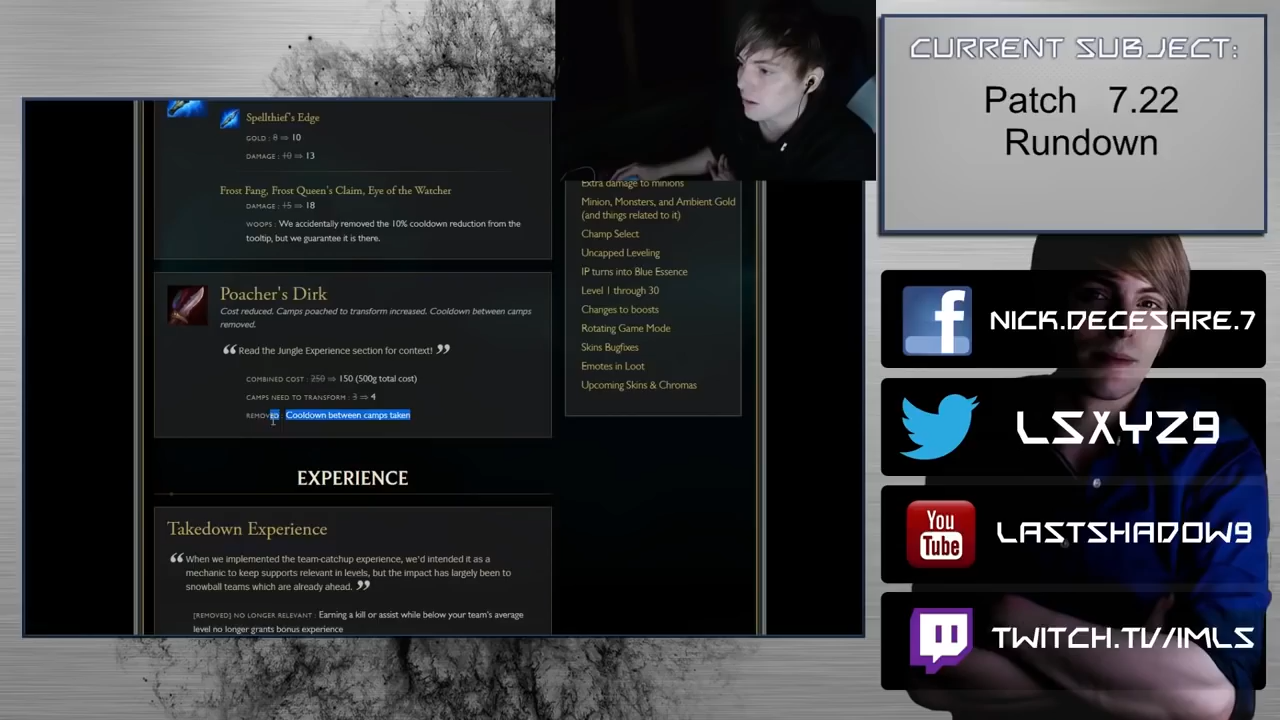 CURRENT SUBJECT:
Patch 7.22
Rundown
Spellthief's Edge
GOLD : 8 ⇒ 10
DAMAGE : 10 ⇒ 13
Frost Fang, Frost Queen's Claim, Eye of the Watcher
DAMAGE : 15 ⇒ 18
WOOPS : We accidentally removed the 10% cooldown reduction from the
tooltip, but we guarantee it is there.
Poacher's Dirk
Cost reduced. Camps poached to transform increased. Cooldown between camps
removed.
“ Read the Jungle Experience section for context! ”
COMBINED COST : 250 ⇒ 150 (500g total cost)
CAMPS NEED TO TRANSFORM : 3 ⇒ 4
REMOVED : Cooldown between camps taken
EXPERIENCE
Takedown Experience
“ When we implemented the team-catchup experience, we'd intended it as a
mechanic to keep supports relevant in levels, but the impact has largely been to
snowball teams which are already ahead. ”
[REMOVED] NO LONGER RELEVANT : Earning a kill or assist while below your team's average
level no longer grants bonus experience
Extra damage to minions
Minion, Monsters, and Ambient Gold
(and things related to it)
Champ Select
Uncapped Leveling
IP turns into Blue Essence
Level 1 through 30
Changes to boosts
Rotating Game Mode
Skins Bugfixes
Emotes in Loot
Upcoming Skins & Chromas
f
NICK.DECESARE.7
LSXYZ9
You
Tube
LASTSHADOW9
TWITCH.TV/IMLS